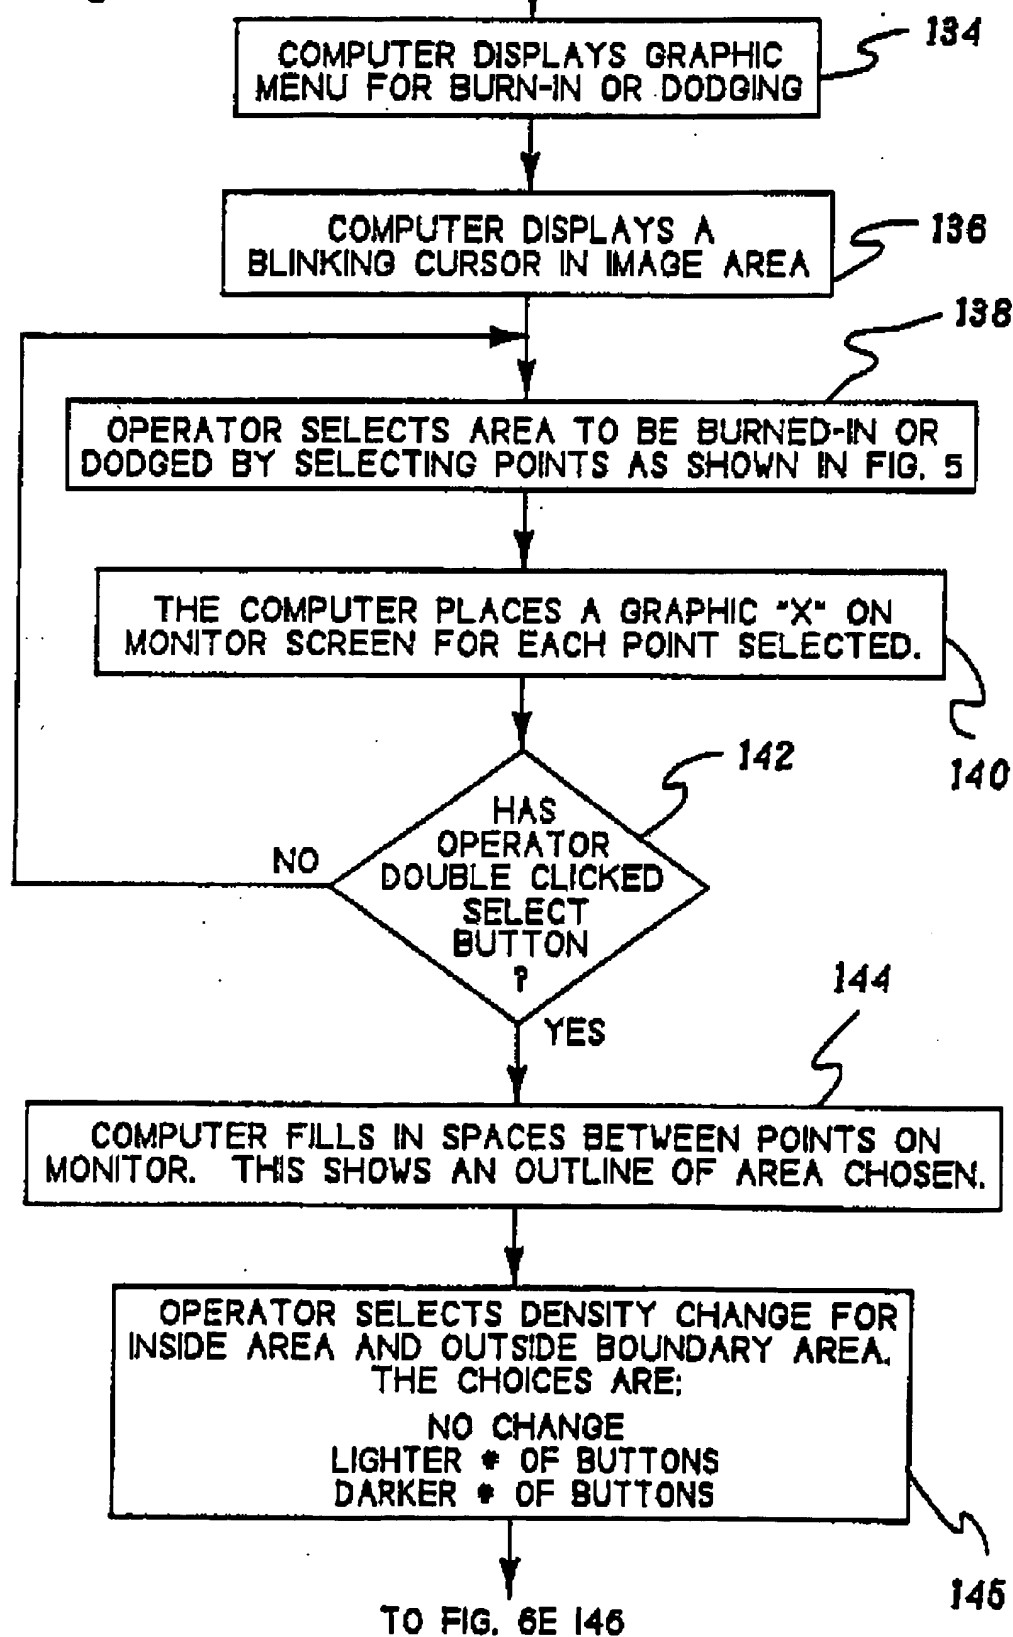 COMPUTER DISPLAYS GRAPHIC
MENU FOR BURN-IN OR DODGING
134
COMPUTER DISPLAYS A
BLINKING CURSOR IN IMAGE AREA
136
138
OPERATOR SELECTS AREA TO BE BURNED-IN OR
DODGED BY SELECTING POINTS AS SHOWN IN FIG. 5
THE COMPUTER PLACES A GRAPHIC "X" ON
MONITOR SCREEN FOR EACH POINT SELECTED.
140
142
HAS
OPERATOR
DOUBLE CLICKED
SELECT
BUTTON
?
NO
YES
144
COMPUTER FILLS IN SPACES BETWEEN POINTS ON
MONITOR. THIS SHOWS AN OUTLINE OF AREA CHOSEN.
OPERATOR SELECTS DENSITY CHANGE FOR
INSIDE AREA AND OUTSIDE BOUNDARY AREA.
THE CHOICES ARE:
NO CHANGE
LIGHTER # OF BUTTONS
DARKER # OF BUTTONS
145
TO FIG. 6E 146